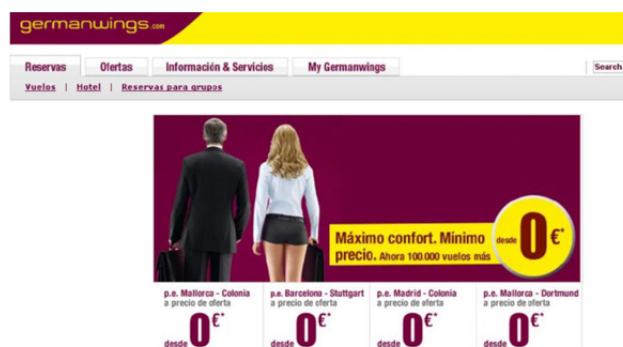 germanwings.com
Reservas Ofertas Información & Servicios My Germanwings Search
Vuelos | Hotel | Reservas para grupos
Máximo confort. Mínimo
precio. Ahora 100.000 vuelos más
desde 0€*
p.e. Mallorca - Colonia
a precio de oferta
desde 0€*
p.e. Barcelona - Stuttgart
a precio de oferta
desde 0€*
p.e. Madrid - Colonia
a precio de oferta
desde 0€*
p.e. Mallorca - Dortmund
a precio de oferta
desde 0€*